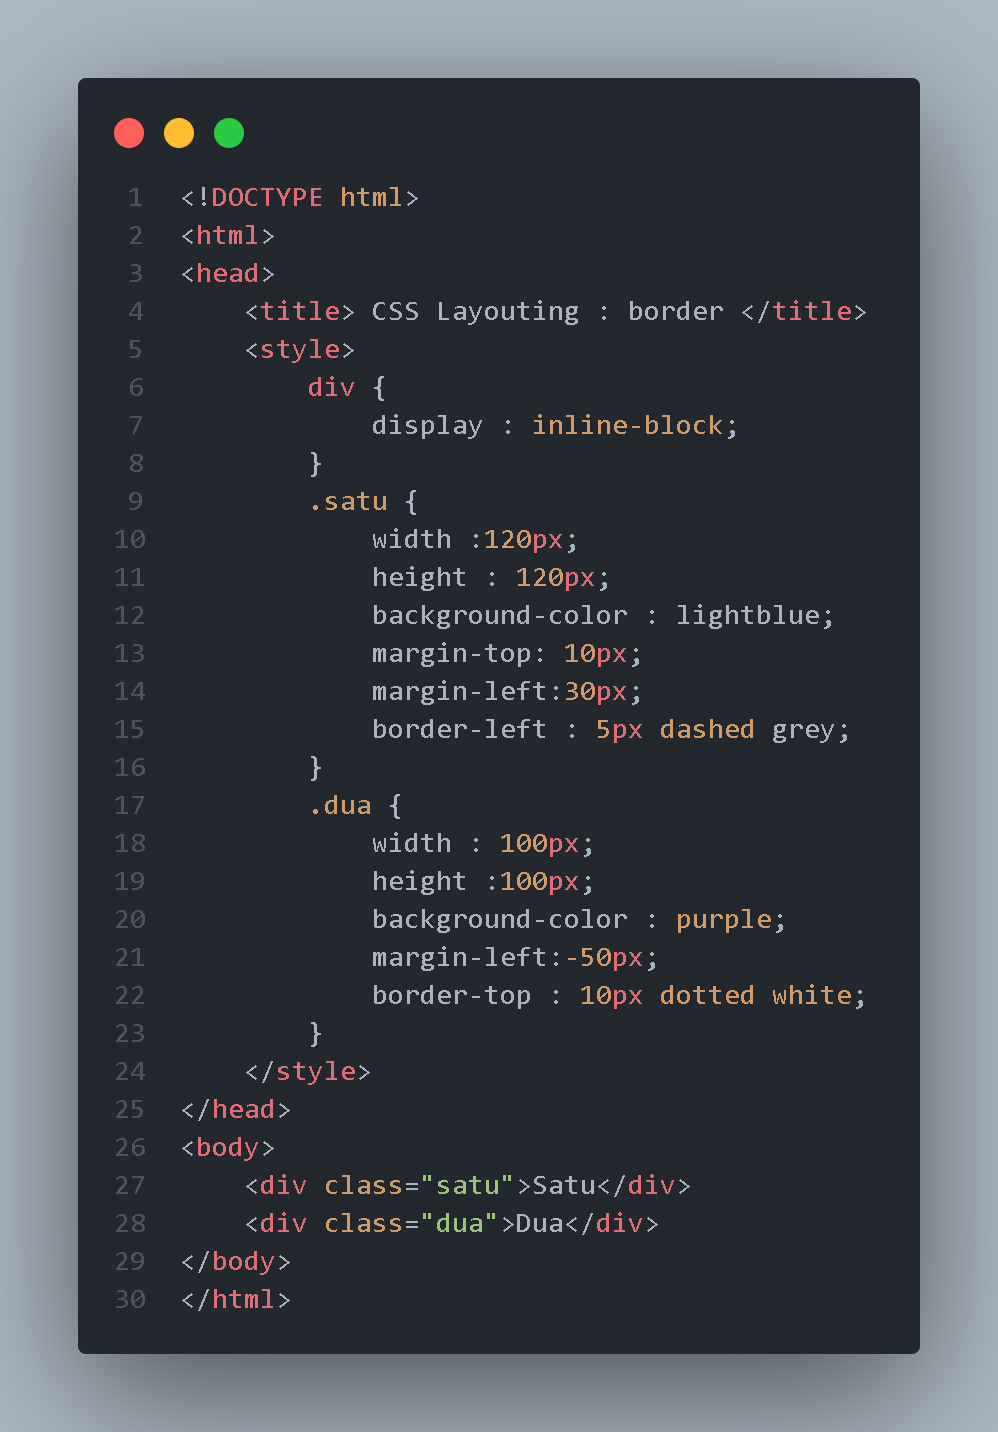 1 <!DOCTYPE html>
2 <html>
3 <head>
4     <title> CSS Layouting : border </title>
5     <style>
6         div {
7             display : inline-block;
8         }
9         .satu {
10             width :120px;
11             height : 120px;
12             background-color : lightblue;
13             margin-top: 10px;
14             margin-left:30px;
15             border-left : 5px dashed grey;
16         }
17         .dua {
18             width : 100px;
19             height :100px;
20             background-color : purple;
21             margin-left:-50px;
22             border-top : 10px dotted white;
23         }
24     </style>
25 </head>
26 <body>
27     <div class="satu">Satu</div>
28     <div class="dua">Dua</div>
29 </body>
30 </html>